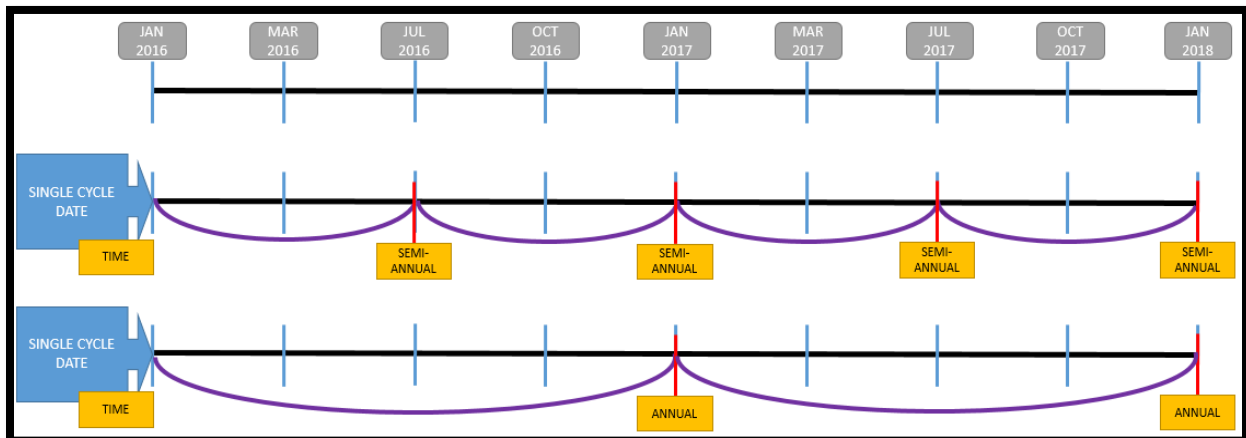 JAN
2016
MAR
2016
JUL
2016
OCT
2016
JAN
2017
MAR
2017
JUL
2017
OCT
2017
JAN
2018
SINGLE CYCLE
DATE
TIME
SEMI-
ANNUAL
SEMI-
ANNUAL
SEMI-
ANNUAL
SEMI-
ANNUAL
SINGLE CYCLE
DATE
TIME
ANNUAL
ANNUAL